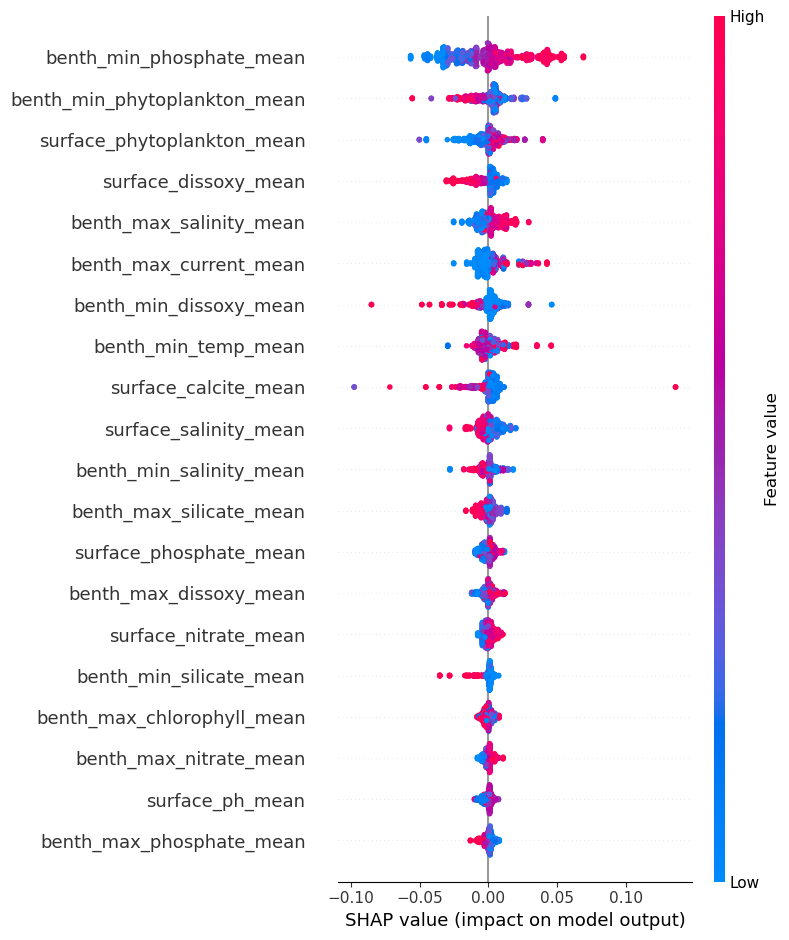 High
benth_min_phosphate_mean
benth_min_phytoplankton_mean
surface_phytoplankton_mean
surface_dissoxy_mean
benth_max_salinity_mean
benth_max_current_mean
benth_min_dissoxy_mean
benth_min_temp_mean
surface_calcite_mean
surface_salinity_mean
benth_min_salinity_mean
benth_max_silicate_mean
surface_phosphate_mean
benth_max_dissoxy_mean
surface_nitrate_mean
benth_min_silicate_mean
benth_max_chlorophyll_mean
benth_max_nitrate_mean
surface_ph_mean
benth_max_phosphate_mean
Feature value
Low
−0.10 −0.05 0.00 0.05 0.10
SHAP value (impact on model output)